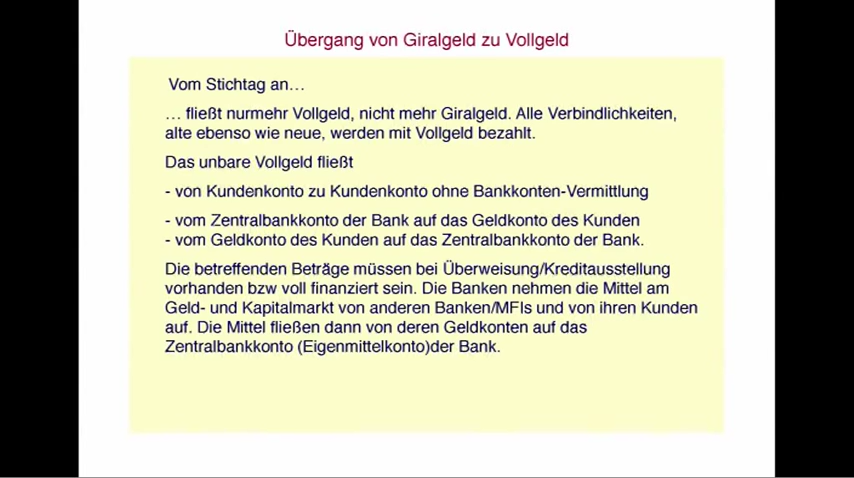 Übergang von Giralgeld zu Vollgeld
Vom Stichtag an…
… fließt nurmehr Vollgeld, nicht mehr Giralgeld. Alle Verbindlichkeiten,
alte ebenso wie neue, werden mit Vollgeld bezahlt.
Das unbare Vollgeld fließt
- von Kundenkonto zu Kundenkonto ohne Bankkonten-Vermittlung
- vom Zentralbankkonto der Bank auf das Geldkonto des Kunden
- vom Geldkonto des Kunden auf das Zentralbankkonto der Bank.
Die betreffenden Beträge müssen bei Überweisung/Kreditausstellung
vorhanden bzw voll finanziert sein. Die Banken nehmen die Mittel am
Geld- und Kapitalmarkt von anderen Banken/MFIs und von ihren Kunden
auf. Die Mittel fließen dann von deren Geldkonten auf das
Zentralbankkonto (Eigenmittelkonto)der Bank.